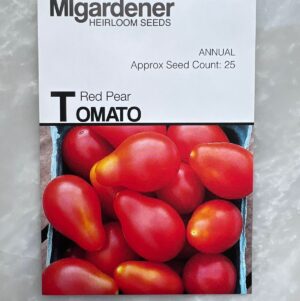 MIgardener
HEIRLOOM SEEDS
ANNUAL
Approx Seed Count: 25
Red Pear
TOMATO